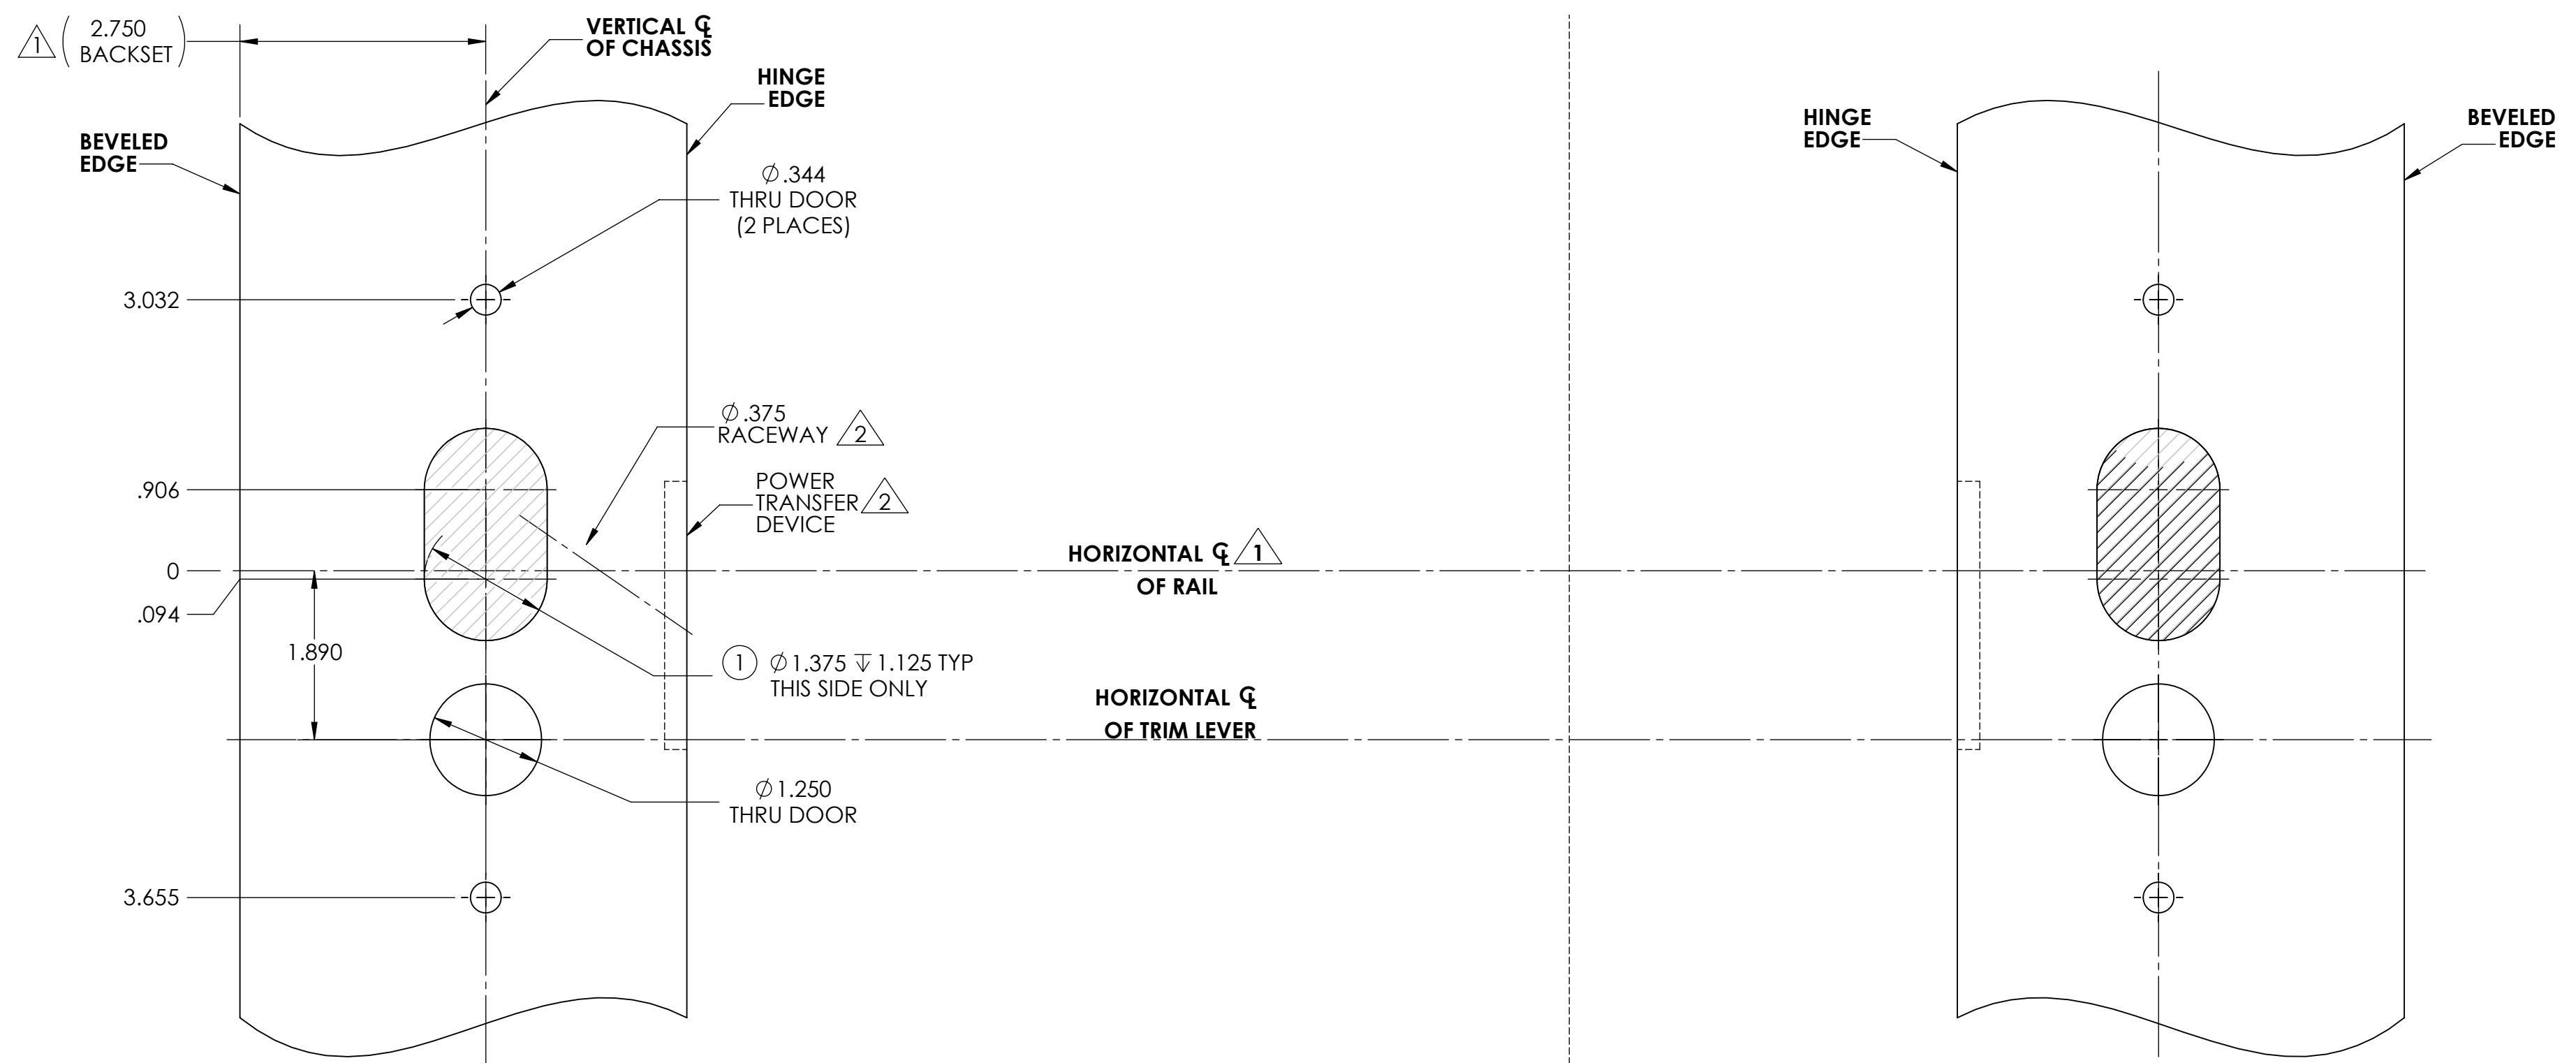 1
2.750
BACKSET
VERTICAL ℄
OF CHASSIS
HINGE
EDGE
BEVELED
EDGE
⌀.344
THRU DOOR
(2 PLACES)
3.032
⌀.375
RACEWAY 2
.906
POWER
TRANSFER 2
DEVICE
0
.094
1.890
HORIZONTAL ℄ 1
OF RAIL
1 ⌀1.375 ↧1.125 TYP
THIS SIDE ONLY
HORIZONTAL ℄
OF TRIM LEVER
⌀1.250
THRU DOOR
3.655
HINGE
EDGE
BEVELED
EDGE